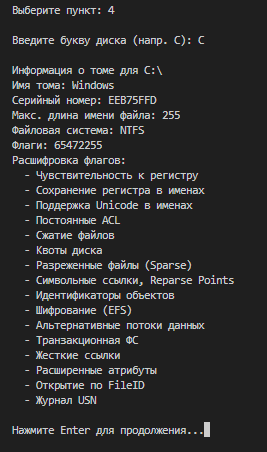 Выберите пункт: 4
Введите букву диска (напр. C): C
Информация о томе для C:\
Имя тома: Windows
Серийный номер: EEB75FFD
Макс. длина имени файла: 255
Файловая система: NTFS
Флаги: 65472255
Расшифровка флагов:
- Чувствительность к регистру
- Сохранение регистра в именах
- Поддержка Unicode в именах
- Постоянные ACL
- Сжатие файлов
- Квоты диска
- Разреженные файлы (Sparse)
- Символьные ссылки, Reparse Points
- Идентификаторы объектов
- Шифрование (EFS)
- Альтернативные потоки данных
- Транзакционная ФС
- Жесткие ссылки
- Расширенные атрибуты
- Открытие по FileID
- Журнал USN
Нажмите Enter для продолжения...